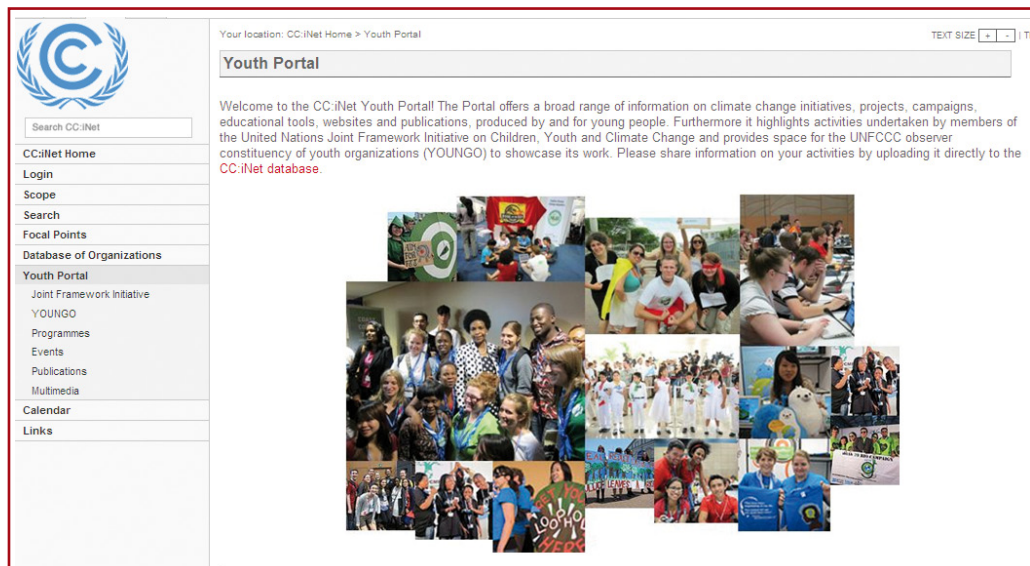 Your location: CC:iNet Home > Youth Portal
TEXT SIZE + - |
Youth Portal
Welcome to the CC:iNet Youth Portal! The Portal offers a broad range of information on climate change initiatives, projects, campaigns,
educational tools, websites and publications, produced by and for young people. Furthermore it highlights activities undertaken by members of
the United Nations Joint Framework Initiative on Children, Youth and Climate Change and provides space for the UNFCCC observer
constituency of youth organizations (YOUNGO) to showcase its work. Please share information on your activities by uploading it directly to the
CC:iNet database.
Search CC:iNet
CC:iNet Home
Login
Scope
Search
Focal Points
Database of Organizations
Youth Portal
Joint Framework Initiative
YOUNGO
Programmes
Events
Publications
Multimedia
Calendar
Links
GET YOUR
HERE